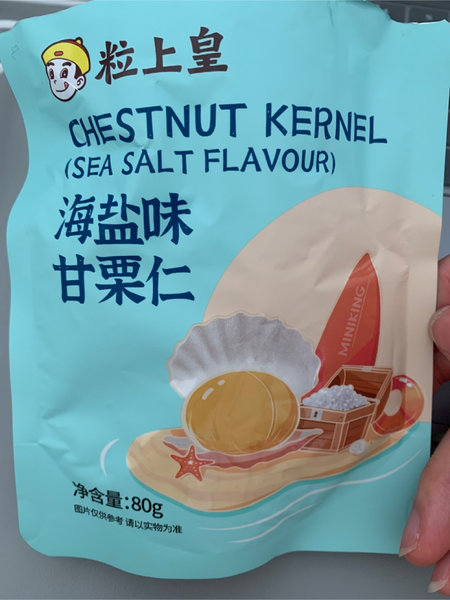 粒上皇
CHESTNUT KERNEL
(SEA SALT FLAVOUR)
海盐味
甘栗仁
MINIKING
净含量:80g
图片仅供参考 请以实物为准